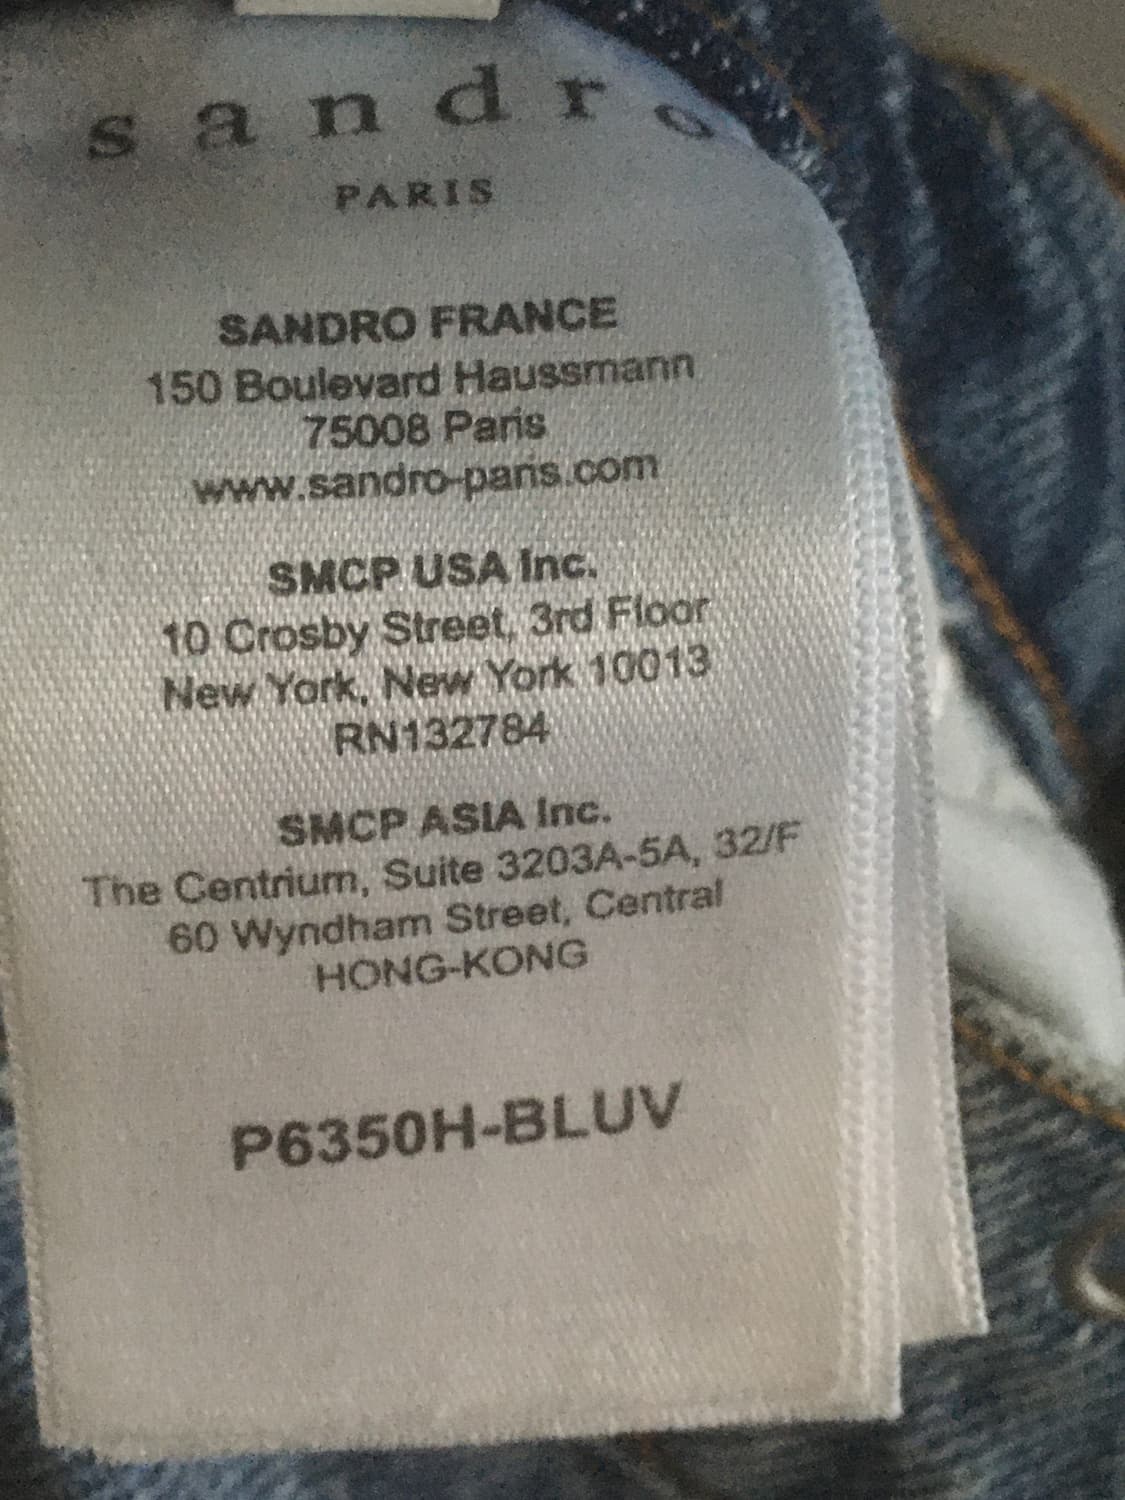 sandro
PARIS
SANDRO FRANCE
150 Boulevard Haussmann
75008 Paris
www.sandro-paris.com
SMCP USA Inc.
10 Crosby Street, 3rd Floor
New York, New York 10013
RN132784
SMCP ASIA Inc.
The Centrium, Suite 3203A-5A, 32/F
60 Wyndham Street, Central
HONG-KONG
P6350H-BLUV